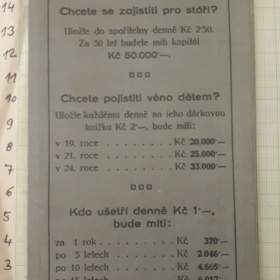 14
13
12
11
10
9
8
7
6
5
4
3
Chcete se zajistiti pro stáří?
Uložte do spořitelny denně Kč 2·50.
Za 50 let budete míti kapitál
Kč 50.000·—.
Chcete pojistiti věno dětem?
Uložte každému denně na jeho dárkovou
knížku Kč 2·—, bude míti:
v 19. roce . . . . . . . . Kč 20.000·—
v 21. roce . . . . . . . . Kč 25.000·—
v 24. roce . . . . . . . . Kč 33.000·—
Kdo ušetří denně Kč 1·—,
bude míti:
za 1 rok . . . . . . . Kč 370·—
po 5 letech . . . . . . Kč 2.046·—
po 10 letech . . . . . . Kč 4.665·—